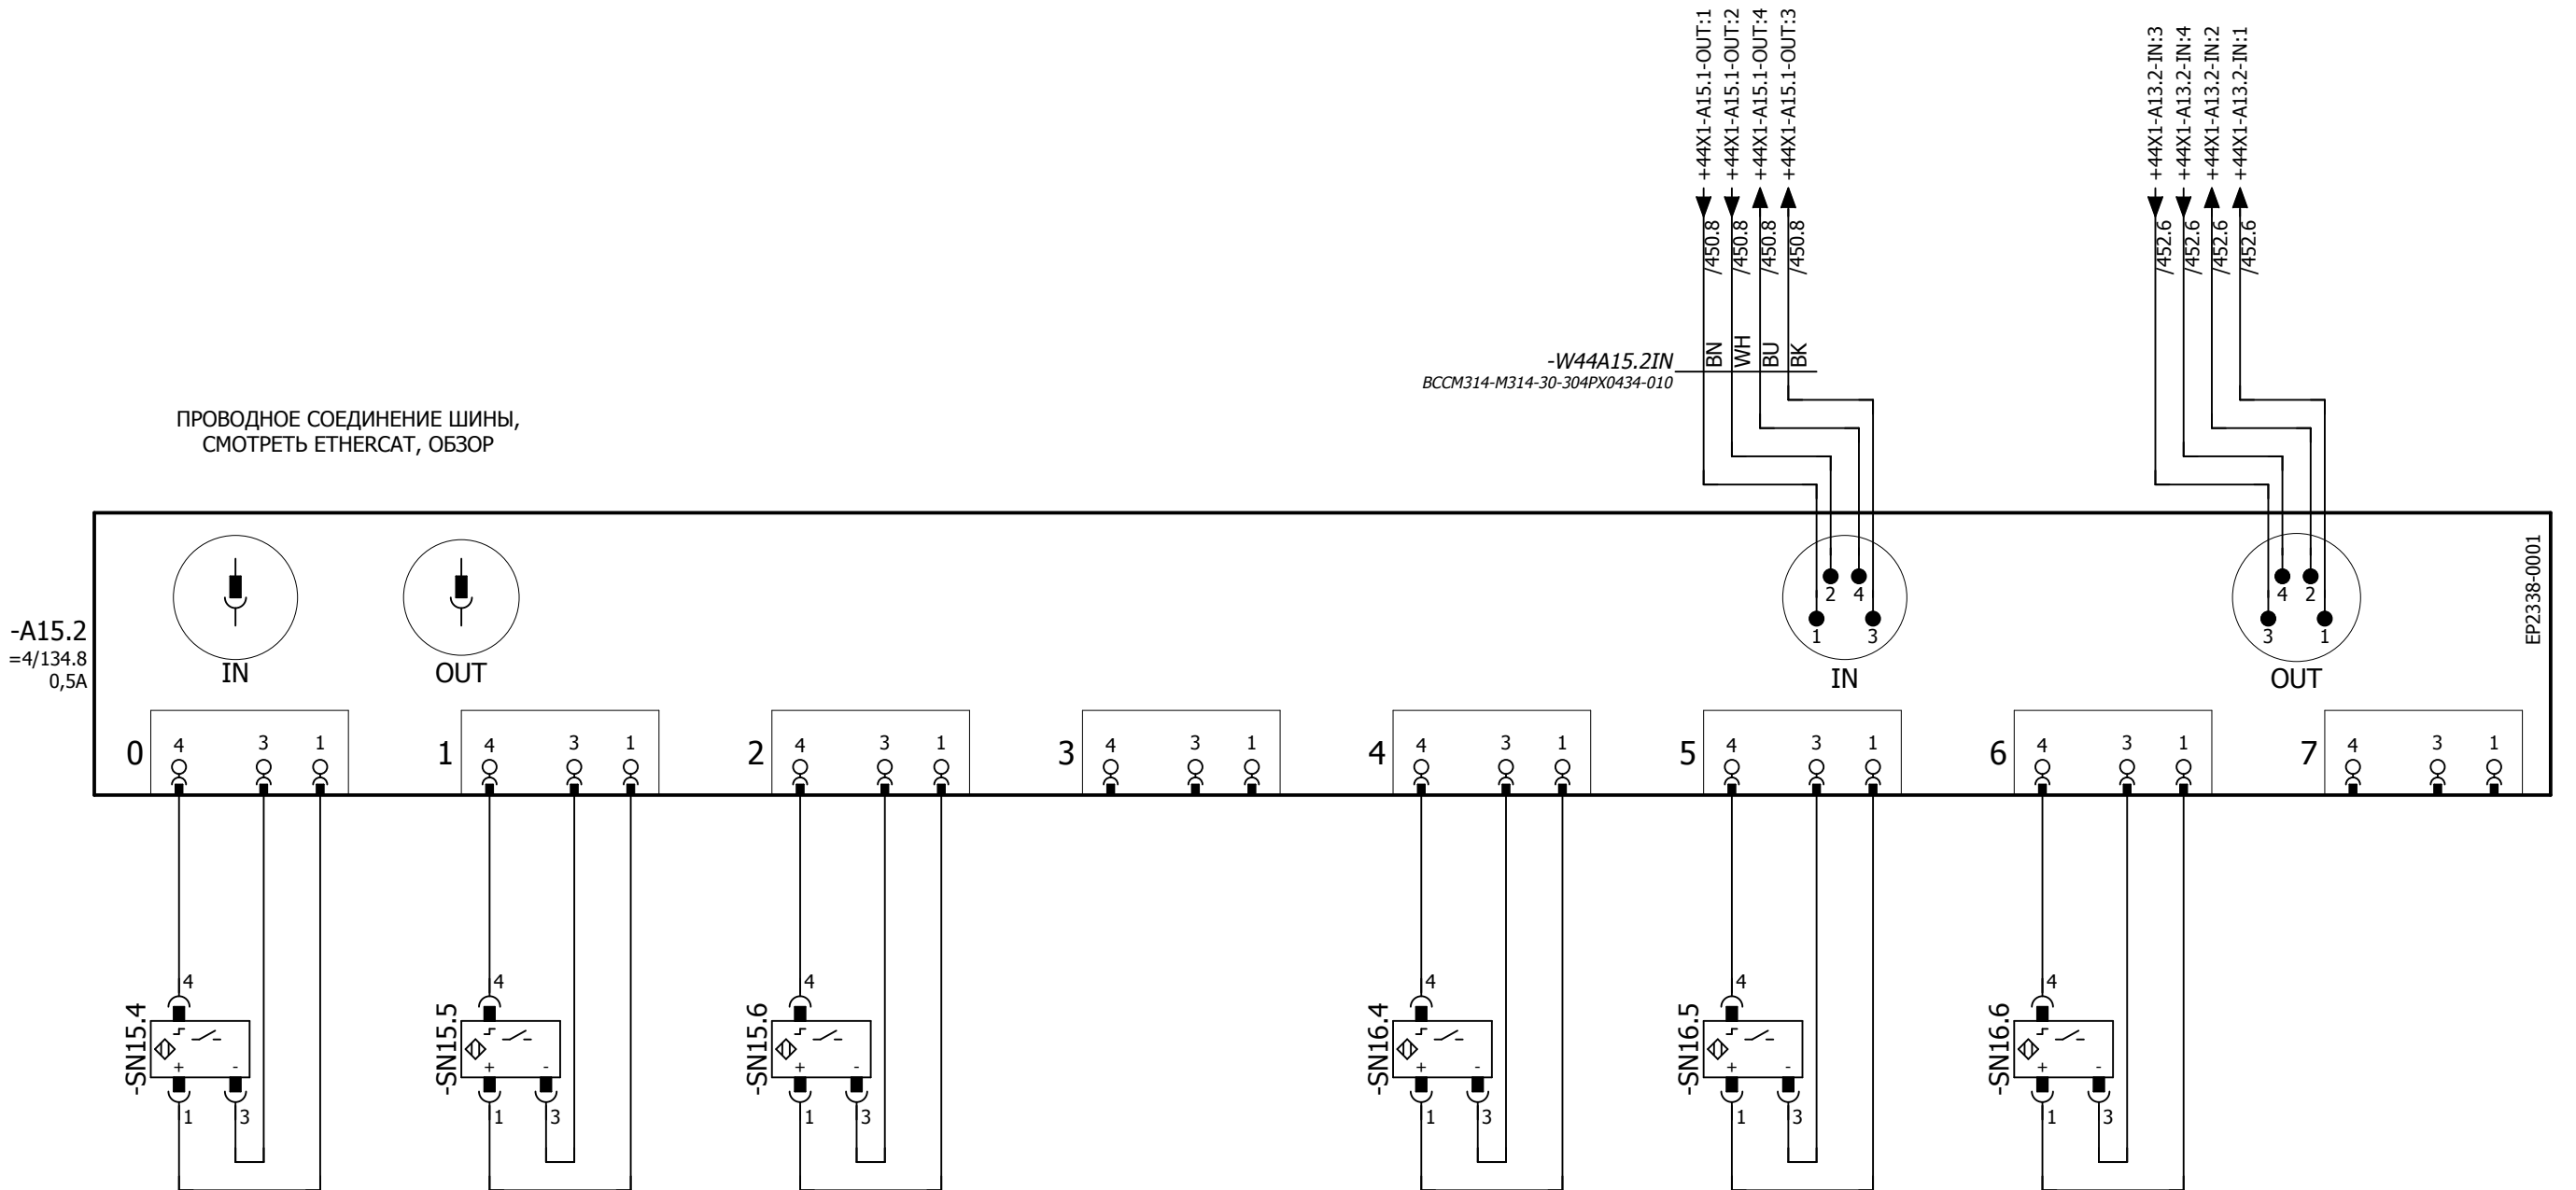 +44X1-A15.1-OUT:1
+44X1-A15.1-OUT:2
+44X1-A15.1-OUT:4
+44X1-A15.1-OUT:3
+44X1-A13.2-IN:3
+44X1-A13.2-IN:4
+44X1-A13.2-IN:2
+44X1-A13.2-IN:1
/450.8
/450.8
/450.8
/450.8
/452.6
/452.6
/452.6
/452.6
-W44A15.2IN
BCCM314-M314-30-304PX0434-010
BN
WH
BU
BK
ПРОВОДНОЕ СОЕДИНЕНИЕ ШИНЫ,
СМОТРЕТЬ ETHERCAT, ОБЗОР
-A15.2
=4/134.8
0,5A
IN
OUT
2 4
1 3
IN
4 2
3 1
OUT
EP2338-0001
0 4 3 1
1 4 3 1
2 4 3 1
3 4 3 1
4 4 3 1
5 4 3 1
6 4 3 1
7 4 3 1
-SN15.4
4
+ -
1 3
-SN15.5
4
+ -
1 3
-SN15.6
4
+ -
1 3
-SN16.4
4
+ -
1 3
-SN16.5
4
+ -
1 3
-SN16.6
4
+ -
1 3